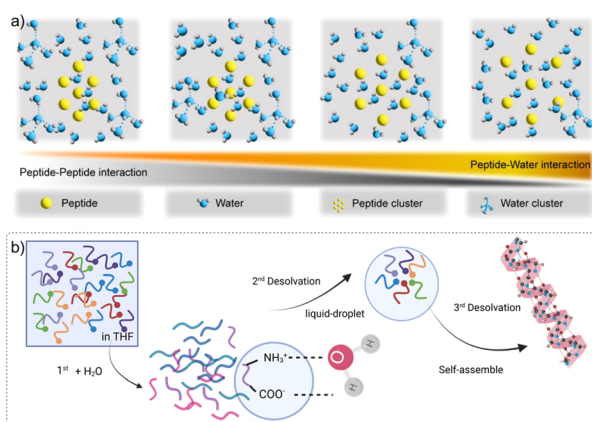 a)
Peptide-Peptide interaction
Peptide-Water interaction
Peptide
Water
Peptide cluster
Water cluster
b)
in THF
1st + H₂O
2nd Desolvation
liquid-droplet
NH₃⁺
COO⁻
O
H
H
3rd Desolvation
Self-assemble